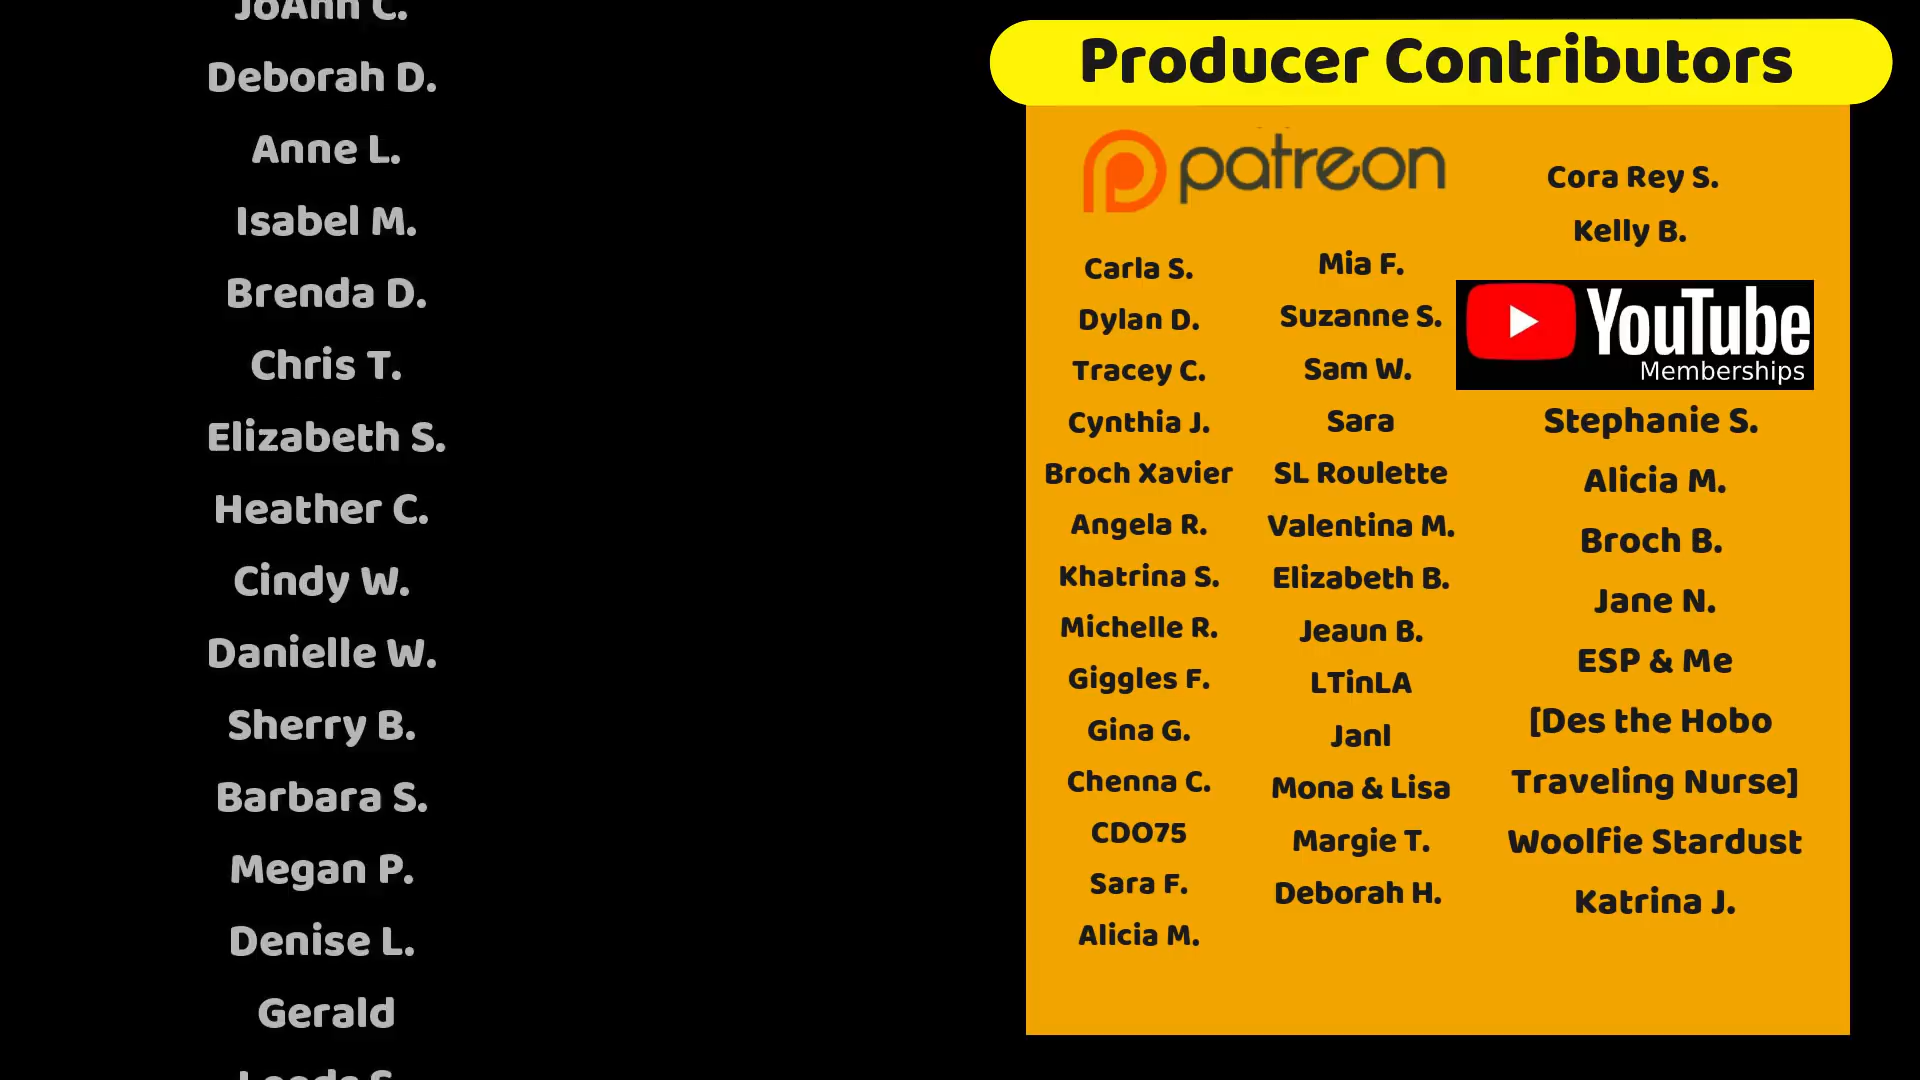 JoAnn C.
Deborah D.
Anne L.
Isabel M.
Brenda D.
Chris T.
Elizabeth S.
Heather C.
Cindy W.
Danielle W.
Sherry B.
Barbara S.
Megan P.
Denise L.
Gerald
Producer Contributors
patreon
Carla S.
Dylan D.
Tracey C.
Cynthia J.
Broch Xavier
Angela R.
Khatrina S.
Michelle R.
Giggles F.
Gina G.
Chenna C.
CDO75
Sara F.
Alicia M.
Mia F.
Suzanne S.
Sam W.
Sara
SL Roulette
Valentina M.
Elizabeth B.
Jeaun B.
LTinLA
Janl
Mona & Lisa
Margie T.
Deborah H.
Cora Rey S.
Kelly B.
YouTube
Memberships
Stephanie S.
Alicia M.
Broch B.
Jane N.
ESP & Me
[Des the Hobo
Traveling Nurse]
Woolfie Stardust
Katrina J.